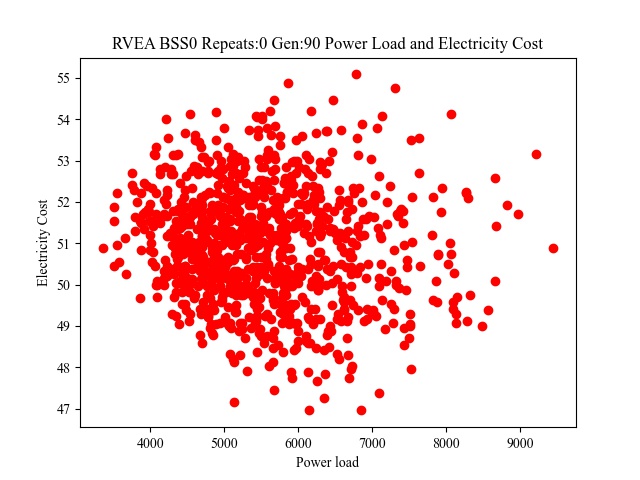 RVEA BSS0 Repeats:0 Gen:90 Power Load and Electricity Cost
55
54
53
52
51
50
49
48
47
Electricity Cost
4000 5000 6000 7000 8000 9000
Power load